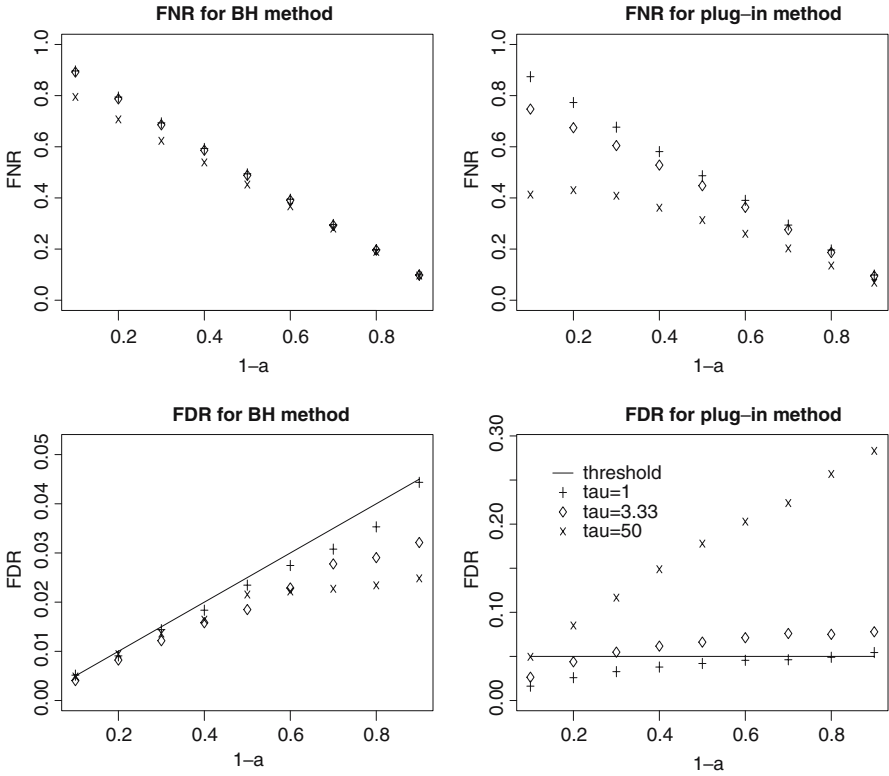 FNR for BH method
FNR
1.0
0.8
0.6
0.4
0.2
0.0
0.2 0.4 0.6 0.8
1–a
FNR for plug–in method
FNR
1.0
0.8
0.6
0.4
0.2
0.0
0.2 0.4 0.6 0.8
1–a
FDR for BH method
FDR
0.05
0.04
0.03
0.02
0.01
0.00
0.2 0.4 0.6 0.8
1–a
FDR for plug–in method
FDR
0.30
0.20
0.10
0.00
threshold
tau=1
tau=3.33
tau=50
0.2 0.4 0.6 0.8
1–a